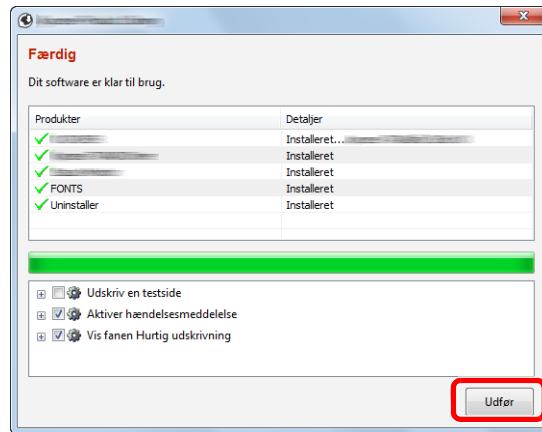 Færdig
Dit software er klar til brug.
Produkter Detaljer
Installeret...
Installeret
Installeret
FONTS Installeret
Uninstaller Installeret
Udskriv en testside
Aktiver hændelsesmeddelelse
Vis fanen Hurtig udskrivning
Udfør